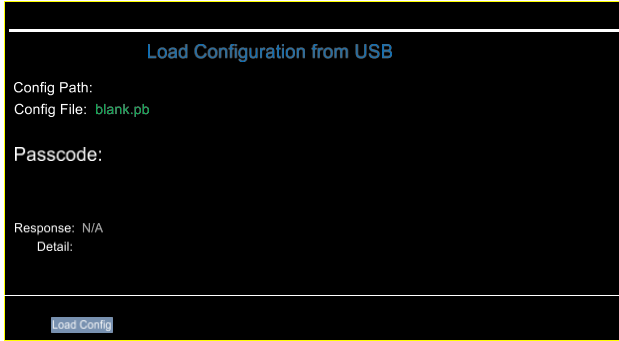 Load Configuration from USB
Config Path:
Config File: blank.pb
Passcode:
Response: N/A
Detail:
Load Config